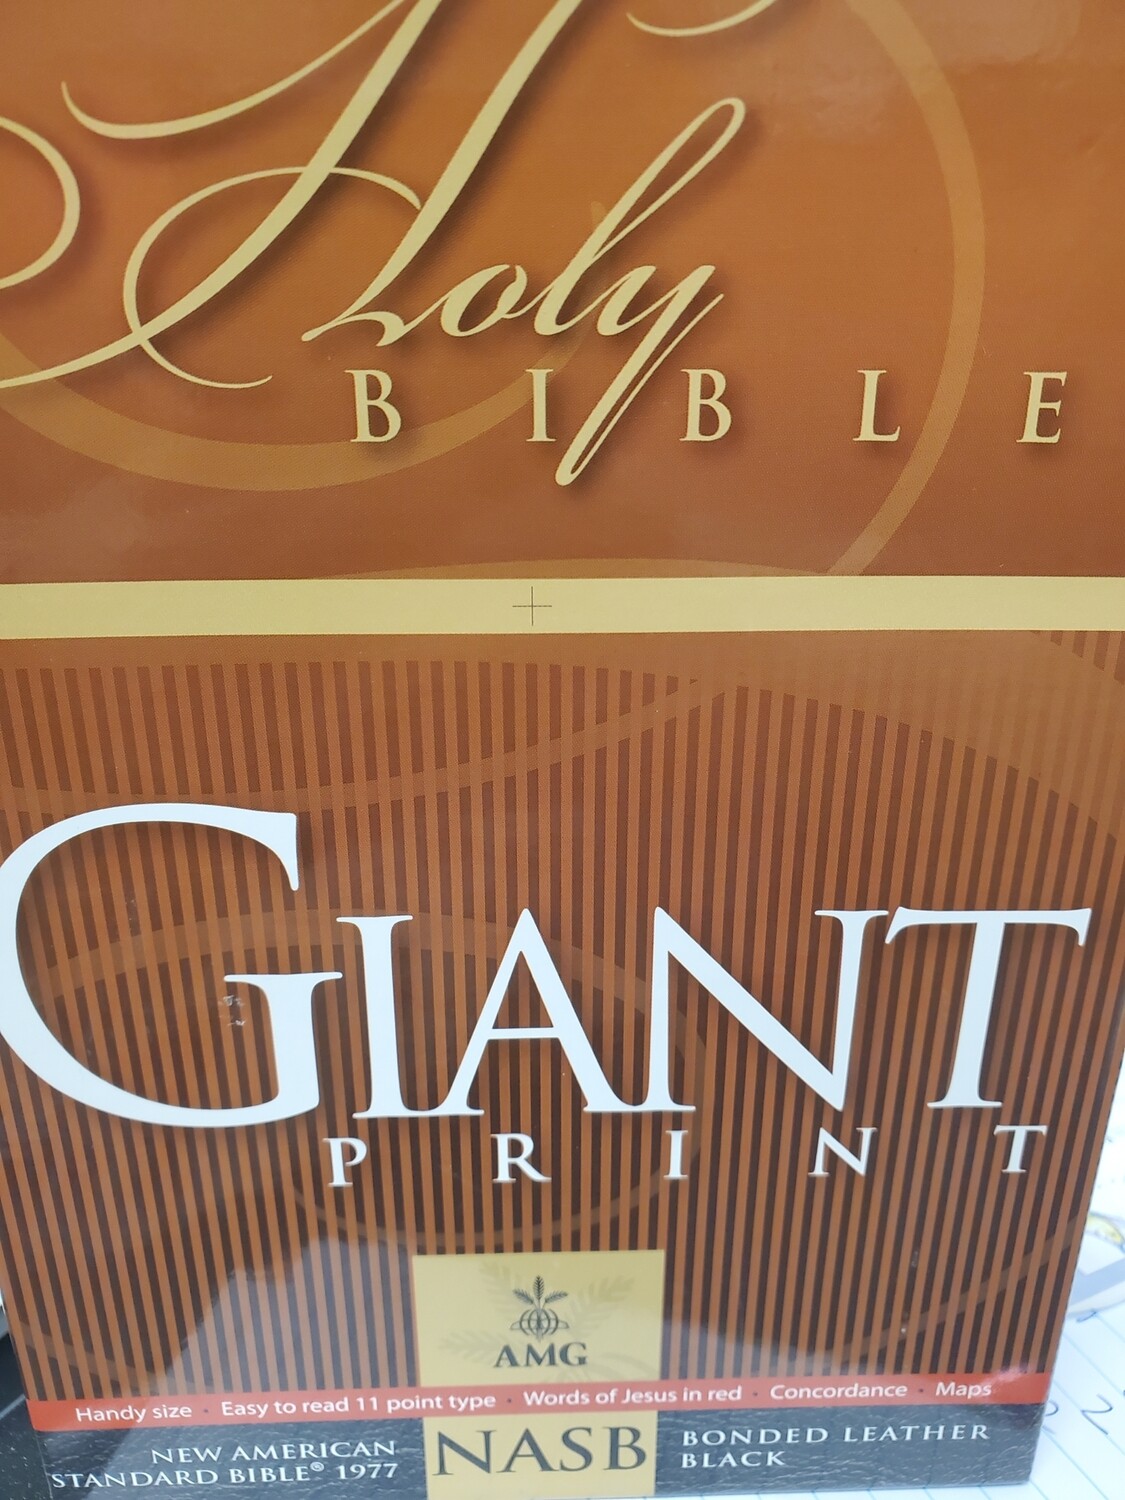 Holy
BIBLE
GIANT
PRINT
AMG
Handy size · Easy to read 11 point type · Words of Jesus in red · Concordance · Maps
NEW AMERICAN
STANDARD BIBLE® 1977
NASB
BONDED LEATHER
BLACK